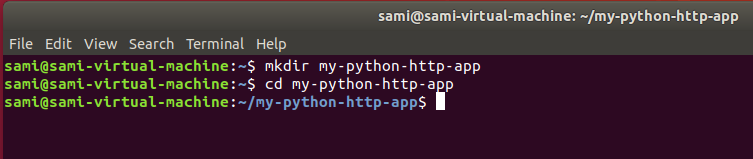 sami@sami-virtual-machine: ~/my-python-http-app
File Edit View Search Terminal Help
sami@sami-virtual-machine:~$ mkdir my-python-http-app
sami@sami-virtual-machine:~$ cd my-python-http-app
sami@sami-virtual-machine:~/my-python-http-app$